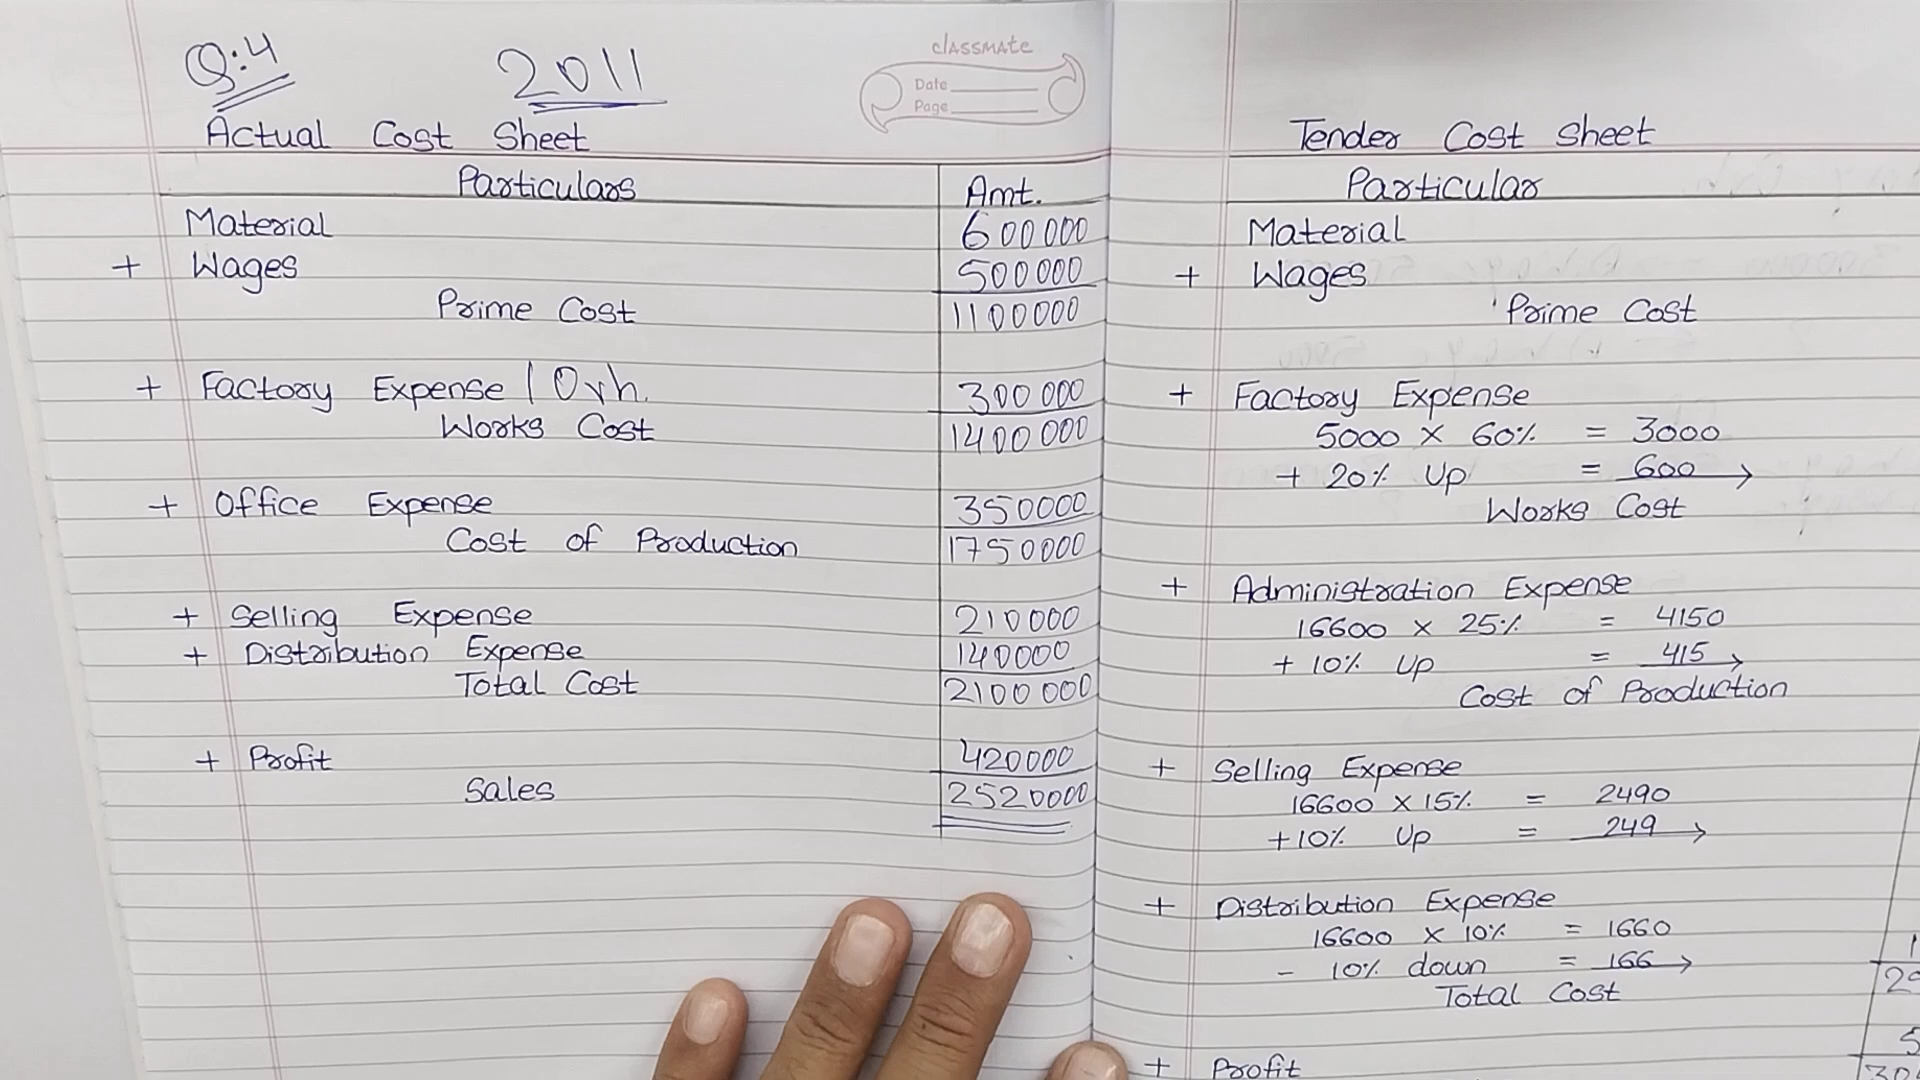 Q:4 2011
classmate
Date
Page
Actual Cost Sheet
Particulars Amt.
Material 600000
+ Wages 500000
Prime Cost 1100000
+ Factory Expense / Ovh. 300000
Works Cost 1400000
+ Office Expense 350000
Cost of Production 1750000
+ Selling Expense 210000
+ Distribution Expense 140000
Total Cost 2100000
+ Profit 420000
Sales 2520000
Tender Cost Sheet
Particular
Material
+ Wages
Prime Cost
+ Factory Expense
5000 x 60% = 3000
+ 20% Up = 600
Works Cost
+ Administration Expense
16600 x 25% = 4150
+ 10% Up = 415
Cost of Production
+ Selling Expense
16600 x 15% = 2490
+10% Up = 249
+ Distribution Expense
16600 x 10% = 1660
- 10% down = 166
Total Cost
+ Profit